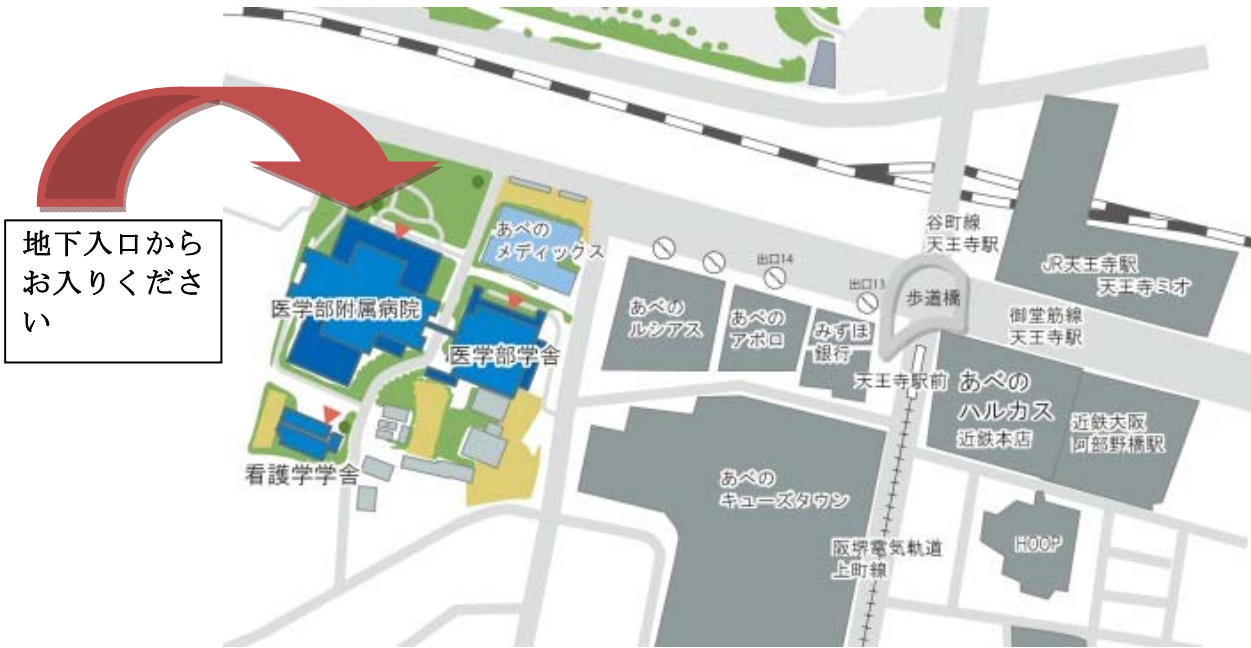 地下入口から
お入りくださ
い
あべの
メディックス
医学部附属病院
医学部学舎
看護学学舎
あべの
ルシアス
あべの
アポロ
みずほ
銀行
出口14
出口13
歩道橋
谷町線
天王寺駅
JR天王寺駅
天王寺ミオ
御堂筋線
天王寺駅
天王寺駅前
あべの
ハルカス
近鉄本店
近鉄大阪
阿部野橋駅
あべの
キューズタウン
阪堺電気軌道
上町線
HOOP